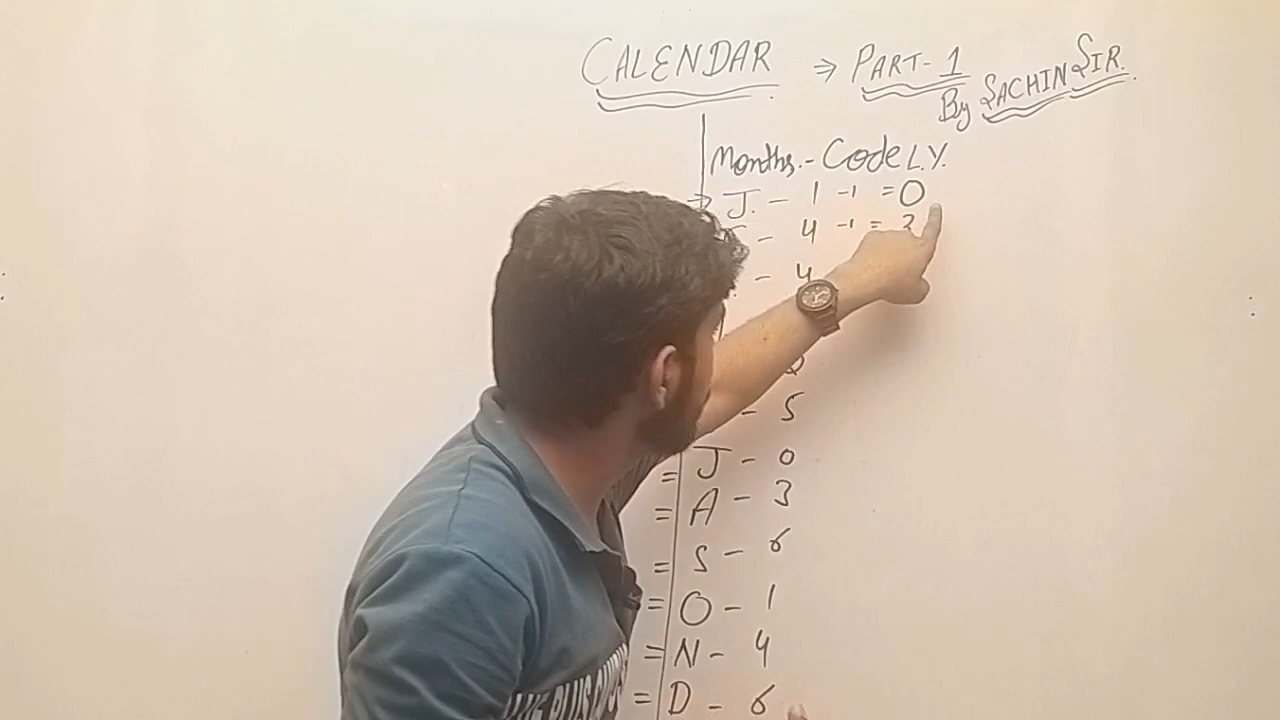 CALENDAR ⇒ PART-1
By SACHIN SIR.
Months.- Code L.Y.
J. - 1 -1 = 0
- 4 -1 = 3
- 4
- 5
= J - 0
= A - 3
= S - 6
= O - 1
= N - 4
= D - 6